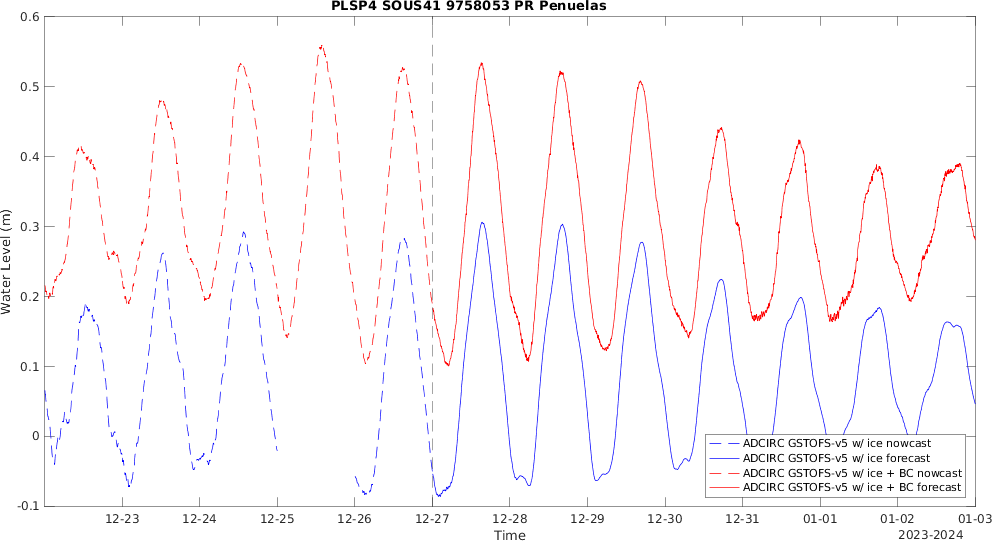 PLSP4 SOUS41 9758053 PR Penuelas
0.6
0.5
0.4
0.3
0.2
0.1
0
-0.1
Water Level (m)
ADCIRC GSTOFS-v5 w/ ice nowcast
ADCIRC GSTOFS-v5 w/ ice forecast
ADCIRC GSTOFS-v5 w/ ice + BC nowcast
ADCIRC GSTOFS-v5 w/ ice + BC forecast
12-23 12-24 12-25 12-26 12-27 12-28 12-29 12-30 12-31 01-01 01-02 01-03
Time
2023-2024